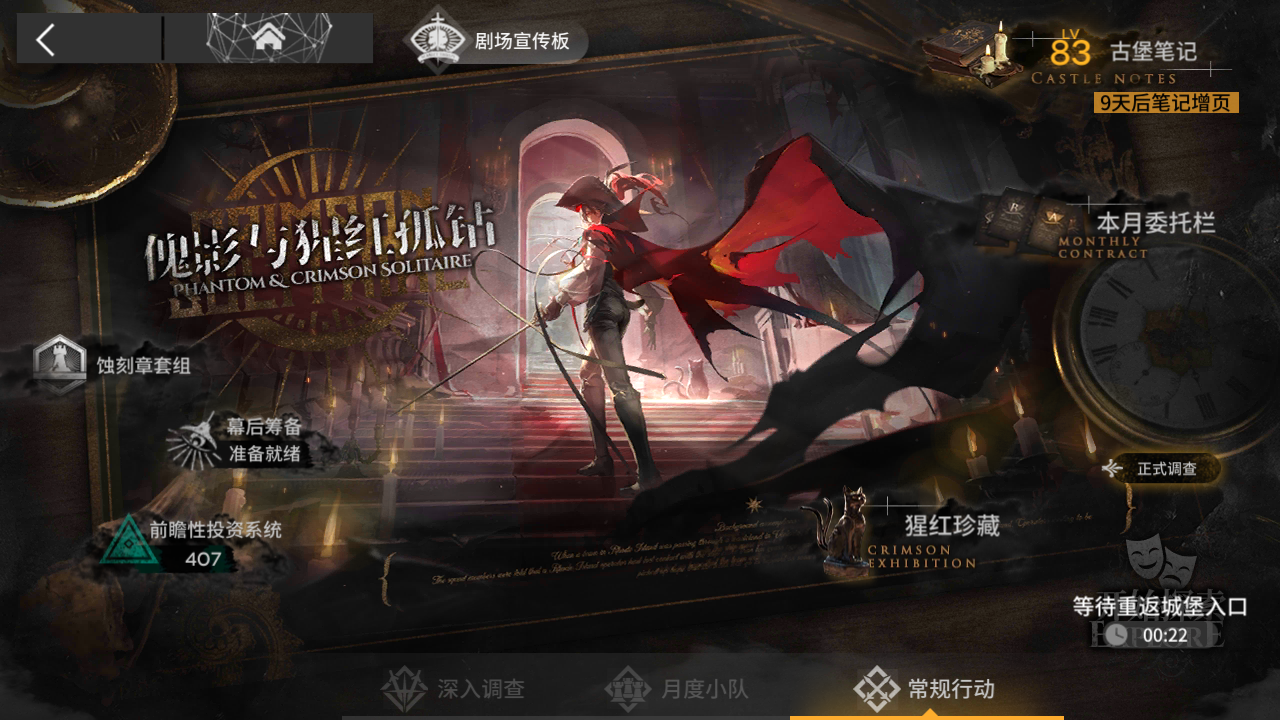 剧场宣传板
LV
83
古堡笔记
CASTLE NOTES
9天后笔记增页
傀影与猩红孤钻
PHANTOM & CRIMSON SOLITAIRE
本月委托栏
MONTHLY
CONTRACT
蚀刻章套组
幕后筹备
准备就绪
正式调查
前瞻性投资系统
407
猩红珍藏
CRIMSON
EXHIBITION
等待重返城堡入口
00:22
深入调查
月度小队
常规行动